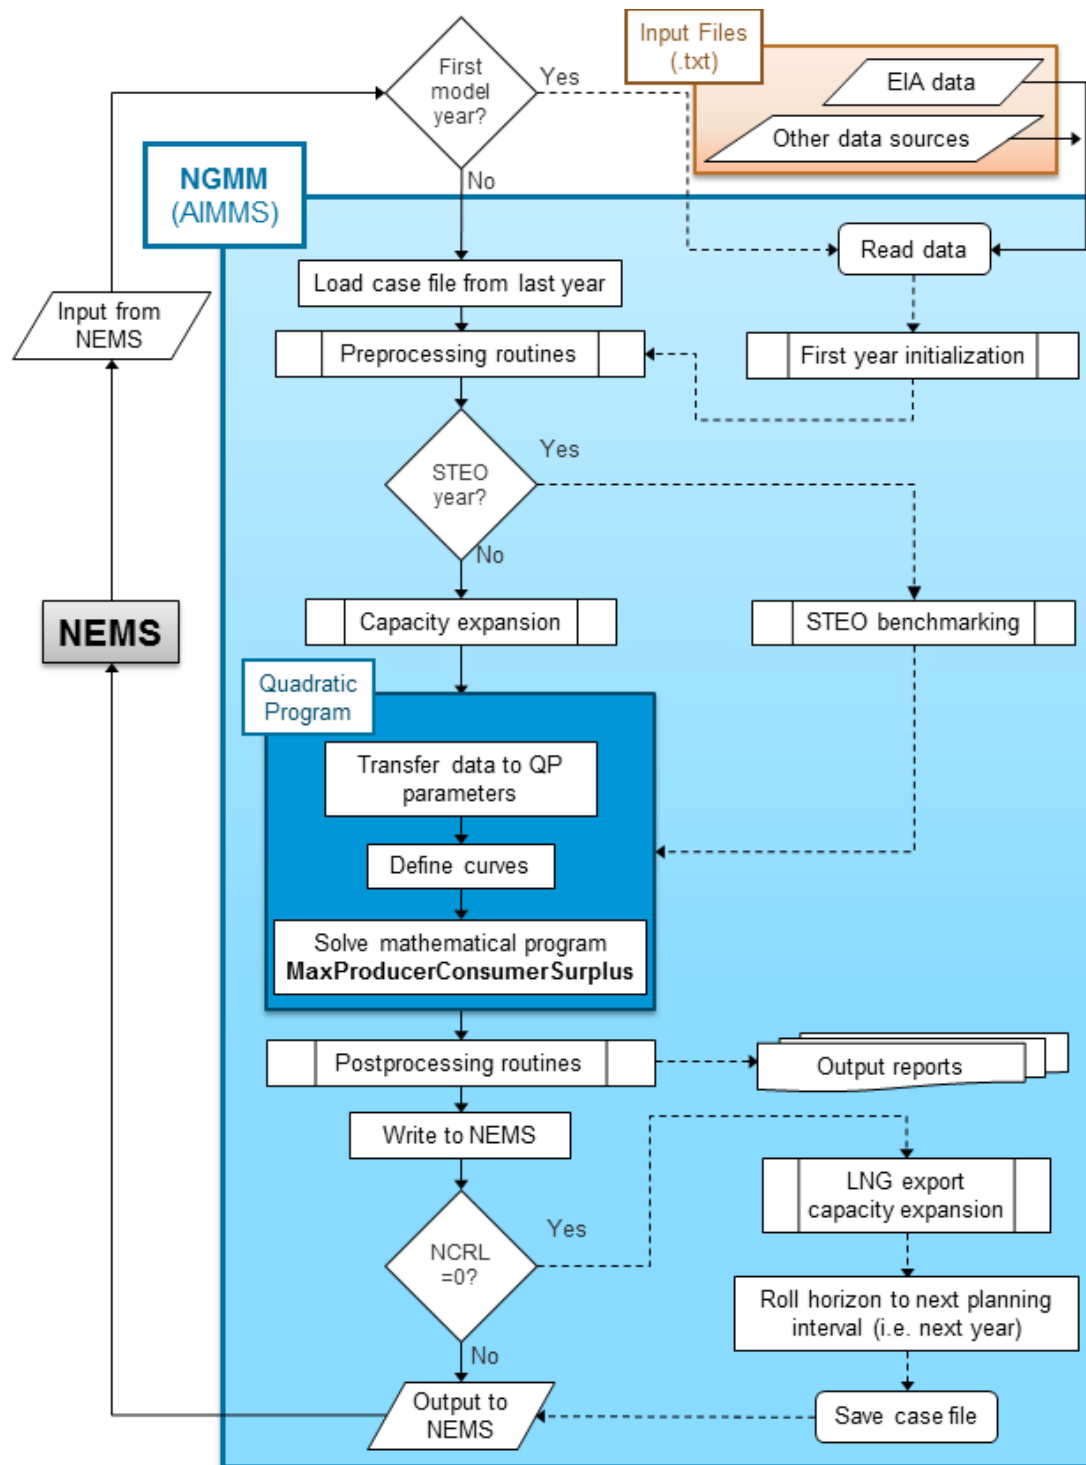 Input Files
(.txt)
First
model
year?
Yes
EIA data
Other data sources
No
NGMM
(AIMMS)
Read data
Load case file from last year
Input from
NEMS
Preprocessing routines
First year initialization
STEO
year?
Yes
No
NEMS
Capacity expansion
STEO benchmarking
Quadratic
Program
Transfer data to QP
parameters
Define curves
Solve mathematical program
MaxProducerConsumerSurplus
Postprocessing routines
Output reports
Write to NEMS
LNG export
capacity expansion
NCRL
=0?
Yes
Roll horizon to next planning
interval (i.e. next year)
No
Output to
NEMS
Save case file